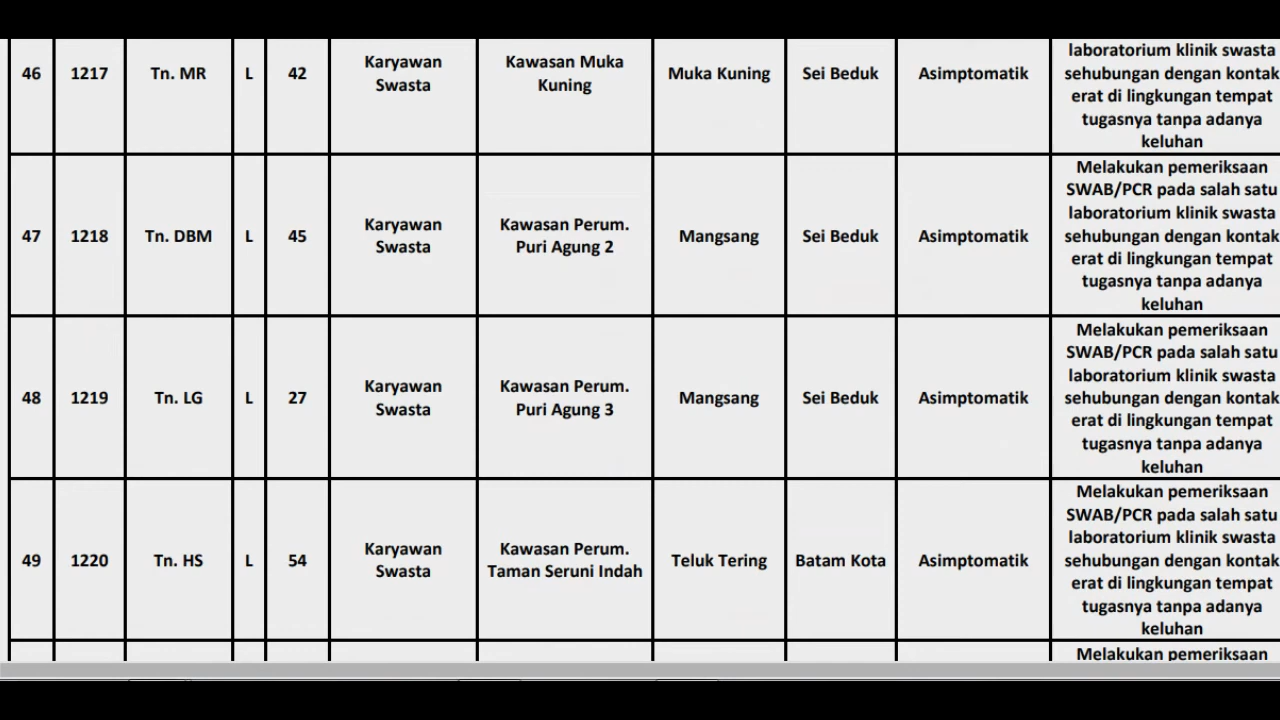 46 1217 Tn. MR L 42 Karyawan Swasta Kawasan Muka Kuning Muka Kuning Sei Beduk Asimptomatik
laboratorium klinik swasta
sehubungan dengan kontak
erat di lingkungan tempat
tugasnya tanpa adanya
keluhan
47 1218 Tn. DBM L 45 Karyawan Swasta Kawasan Perum. Puri Agung 2 Mangsang Sei Beduk Asimptomatik
Melakukan pemeriksaan
SWAB/PCR pada salah satu
laboratorium klinik swasta
sehubungan dengan kontak
erat di lingkungan tempat
tugasnya tanpa adanya
keluhan
48 1219 Tn. LG L 27 Karyawan Swasta Kawasan Perum. Puri Agung 3 Mangsang Sei Beduk Asimptomatik
Melakukan pemeriksaan
SWAB/PCR pada salah satu
laboratorium klinik swasta
sehubungan dengan kontak
erat di lingkungan tempat
tugasnya tanpa adanya
keluhan
49 1220 Tn. HS L 54 Karyawan Swasta Kawasan Perum. Taman Seruni Indah Teluk Tering Batam Kota Asimptomatik
Melakukan pemeriksaan
SWAB/PCR pada salah satu
laboratorium klinik swasta
sehubungan dengan kontak
erat di lingkungan tempat
tugasnya tanpa adanya
keluhan
Melakukan pemeriksaan